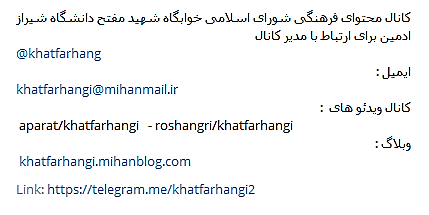 کانال محتوای فرهنگی شورای اسلامی خوابگاه شهید مفتح دانشگاه شیراز
ادمین برای ارتباط با مدیر کانال
@khatfarhang
ایمیل :
khatfarhangi@mihanmail.ir
کانال ویدئو های :
aparat/khatfarhangi - roshangri/khatfarhangi
وبلاگ :
khatfarhangi.mihanblog.com
Link: https://telegram.me/khatfarhangi2